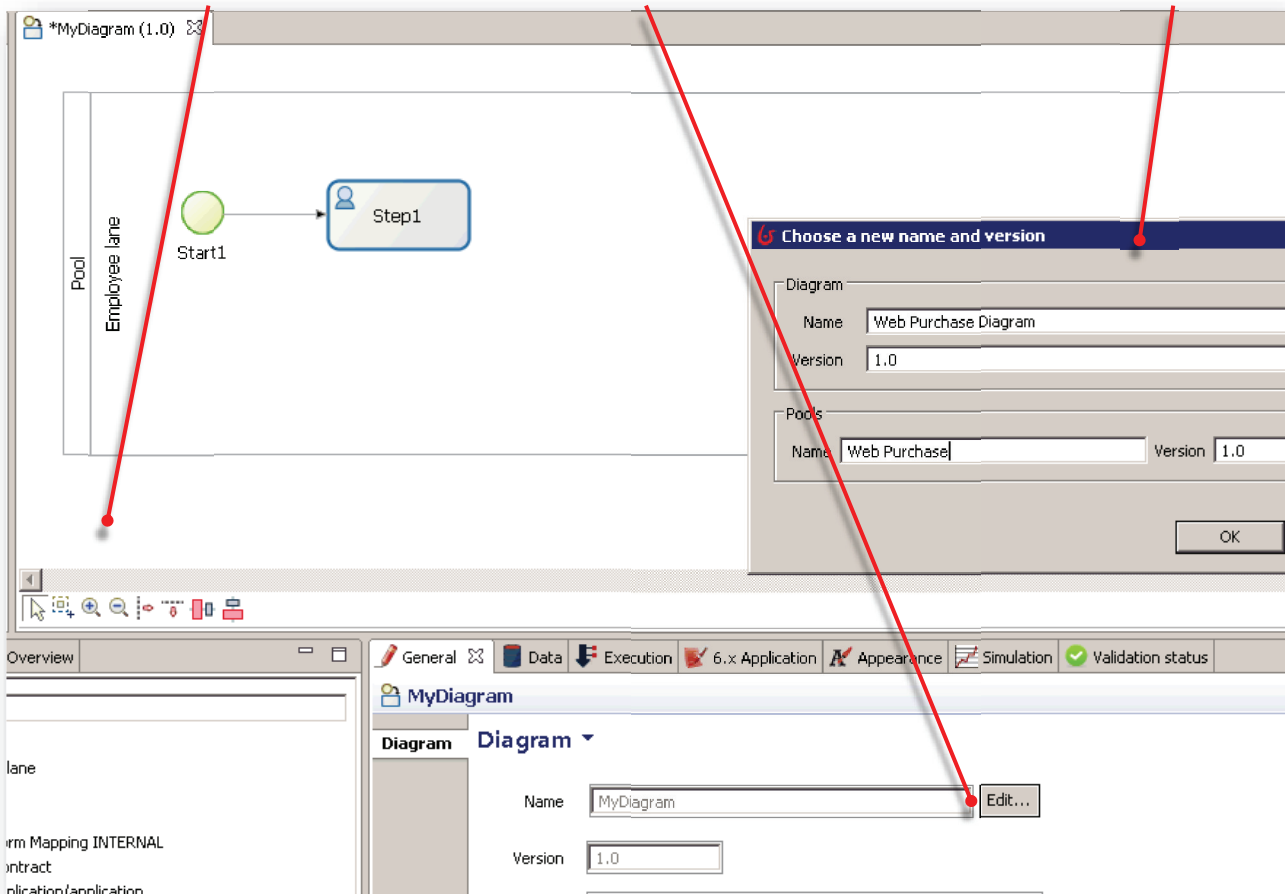 *MyDiagram (1.0)
Pool
Employee lane
Start1
Step1
Choose a new name and version
Diagram
Name Web Purchase Diagram
Version 1.0
Pools
Name Web Purchase Version 1.0
OK
Overview
General Data Execution 6.x Application Appearance Simulation Validation status
MyDiagram
Diagram Diagram
lane
Name MyDiagram Edit...
rm Mapping INTERNAL
Version 1.0
ontract
plication/application